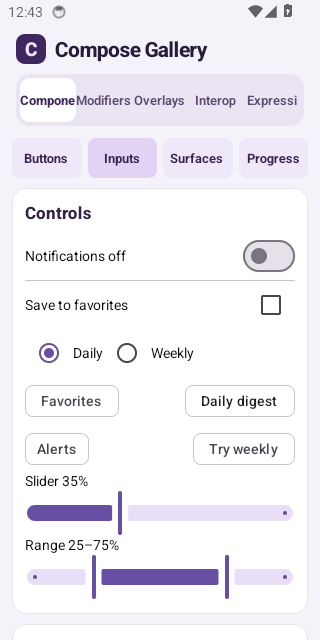 12:43
C Compose Gallery
Compone Modifiers Overlays Interop Expressi
Buttons Inputs Surfaces Progress
Controls
Notifications off
Save to favorites
Daily Weekly
Favorites Daily digest
Alerts Try weekly
Slider 35%
Range 25–75%